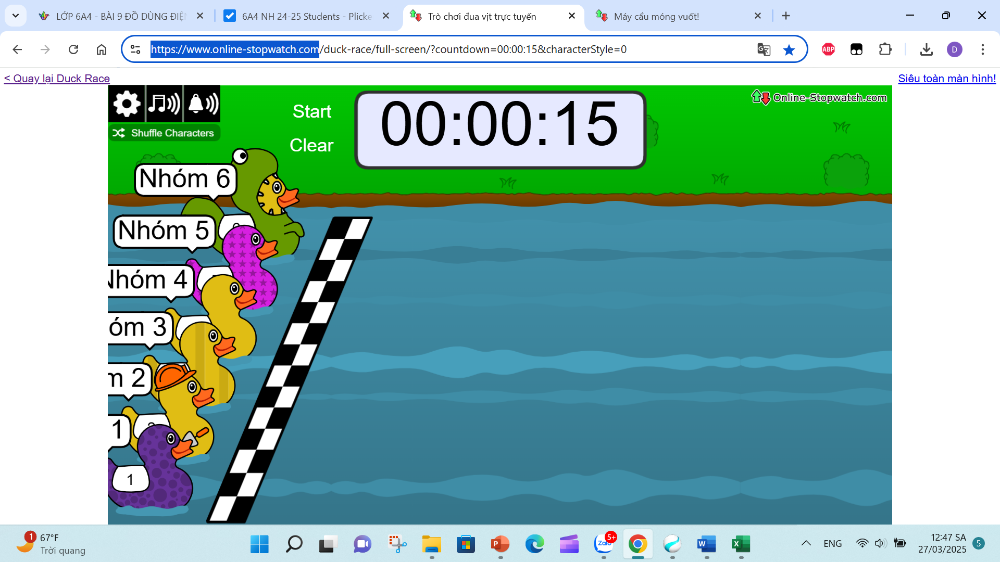 LỚP 6A4 - BÀI 9 ĐỒ DÙNG ĐIỆN
6A4 NH 24-25 Students - Plicke
Trò chơi đua vịt trực tuyến
Máy cẩu móng vuốt!
https://www.online-stopwatch.com/duck-race/full-screen/?countdown=00:00:15&characterStyle=0
ABP
D
< Quay lại Duck Race
Siêu toàn màn hình!
Start
Clear
00:00:15
Online-Stopwatch.com
Shuffle Characters
Nhóm 6
Nhóm 5
Nhóm 4
óm 3
m 2
1
1
1
67°F
Trời quang
P
Zalo
5+
W
X
ENG
12:47 SA
27/03/2025
5